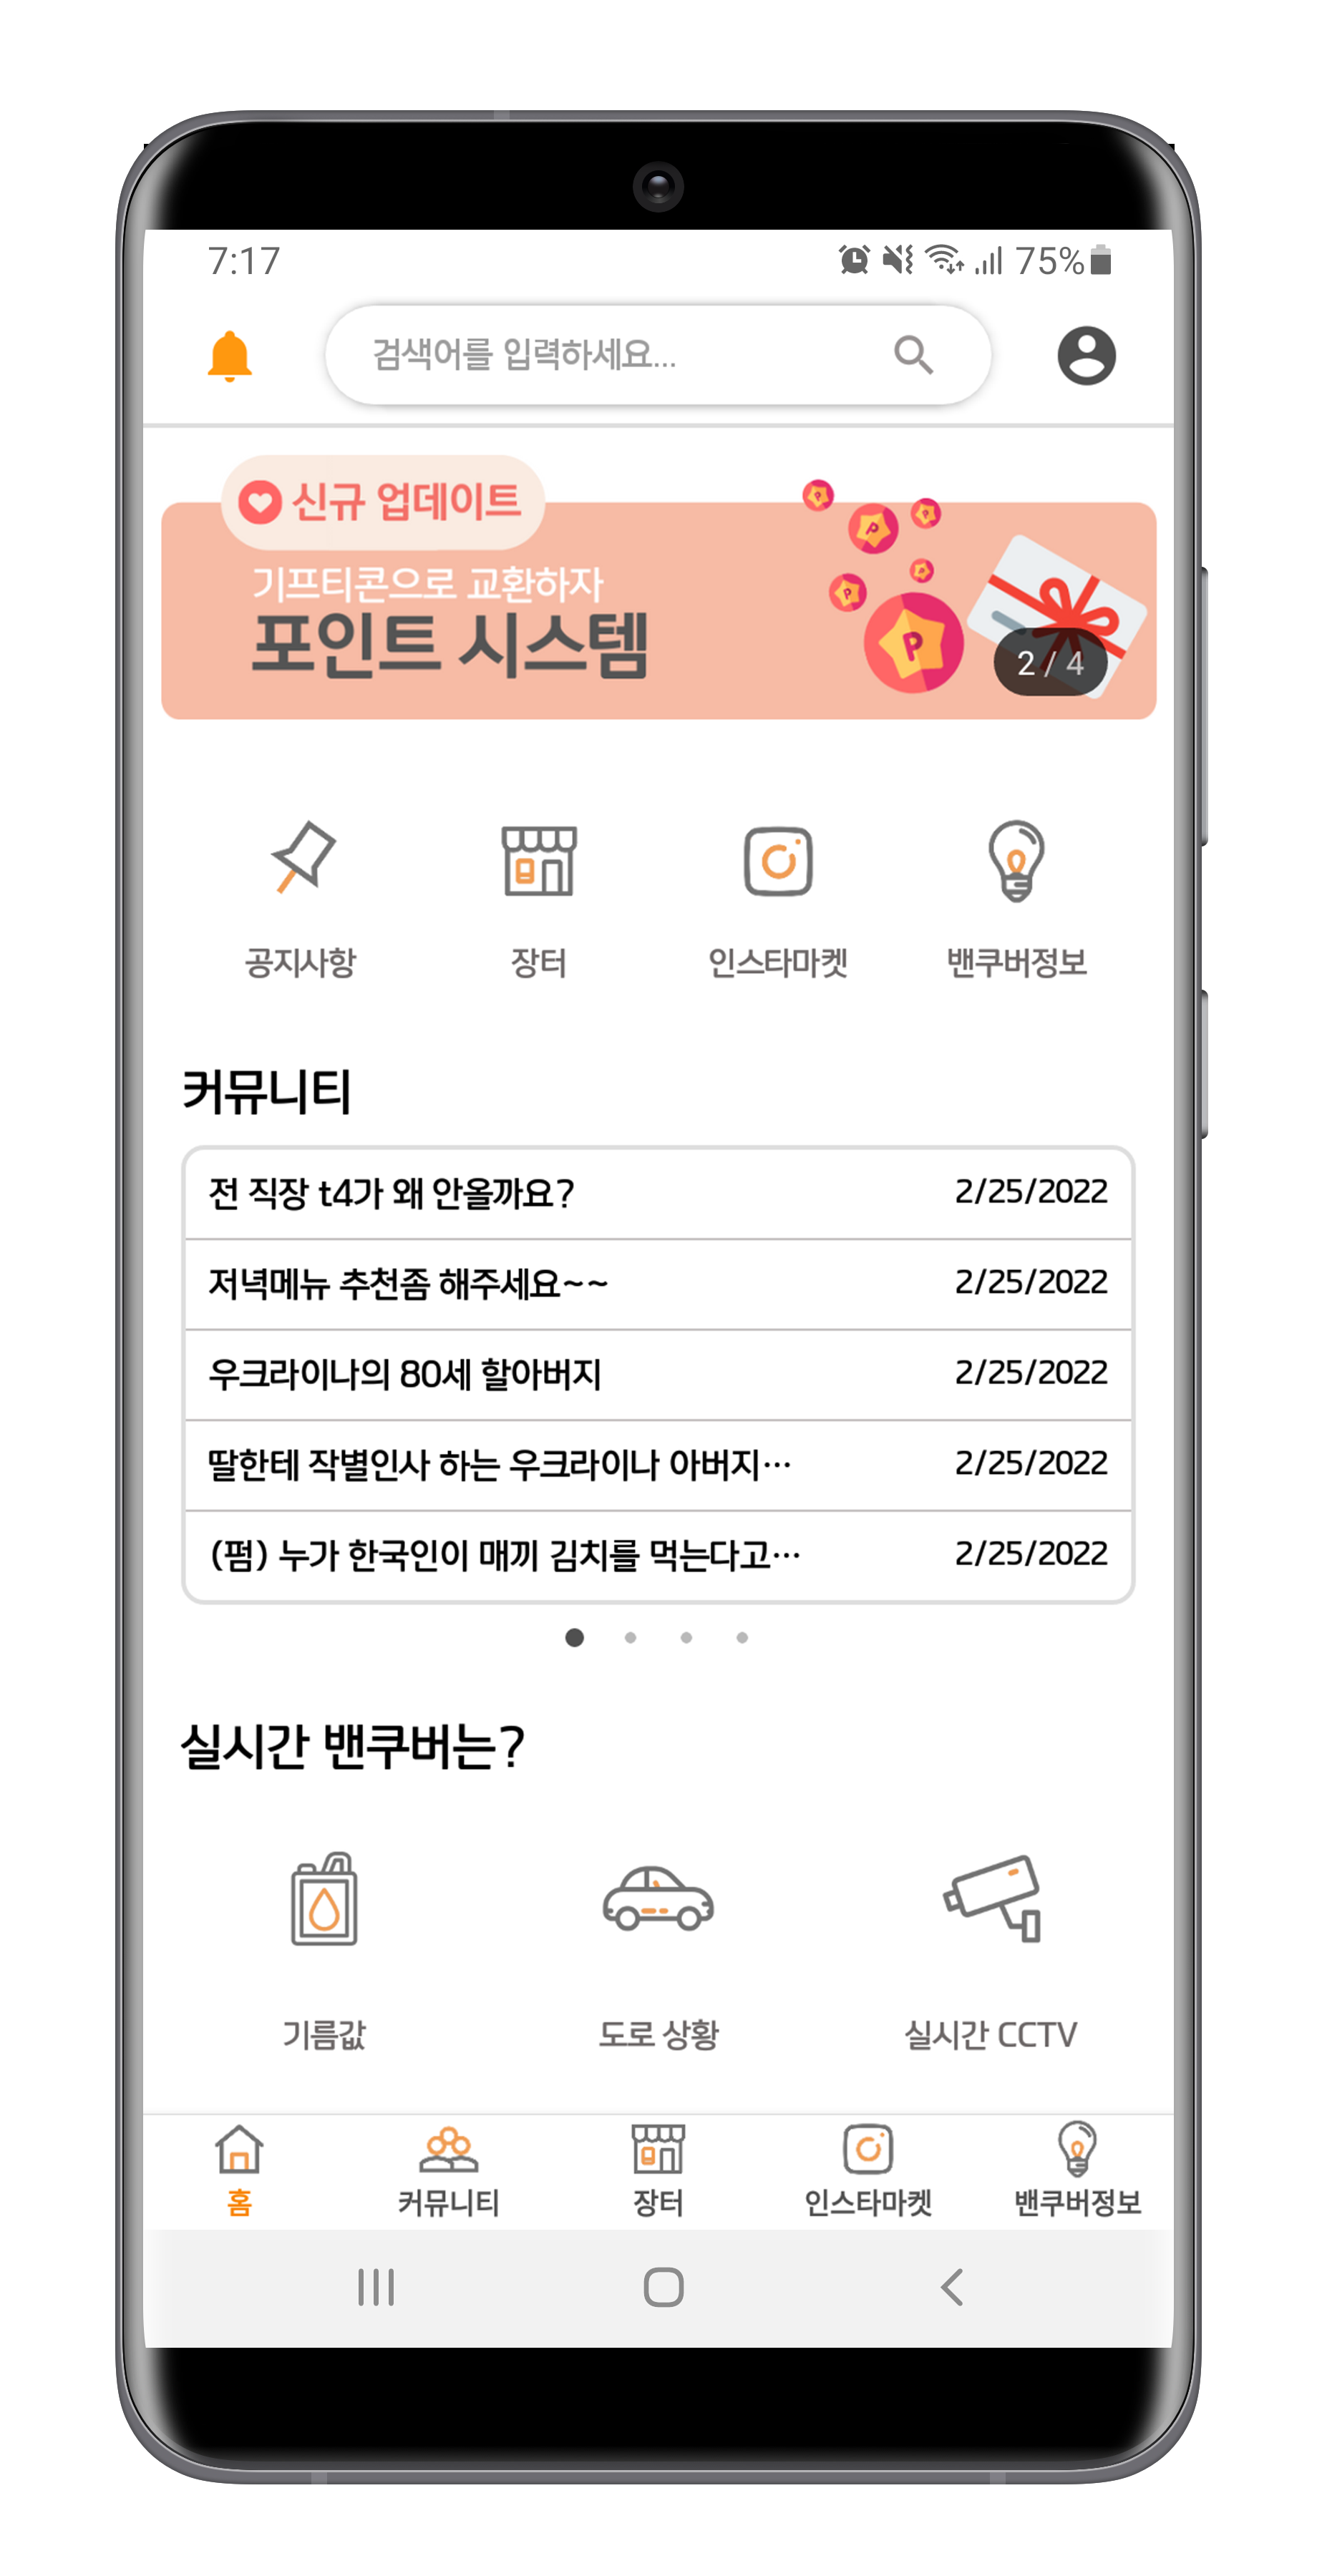 7:17
75%
검색어를 입력하세요...
신규 업데이트
기프티콘으로 교환하자
포인트 시스템
2 / 4
공지사항 장터 인스타마켓 밴쿠버정보
커뮤니티
전 직장 t4가 왜 안올까요? 2/25/2022
저녁메뉴 추천좀 해주세요~~ 2/25/2022
우크라이나의 80세 할아버지 2/25/2022
딸한테 작별인사 하는 우크라이나 아버지… 2/25/2022
(펌) 누가 한국인이 매끼 김치를 먹는다고… 2/25/2022
실시간 밴쿠버는?
기름값 도로 상황 실시간 CCTV
홈 커뮤니티 장터 인스타마켓 밴쿠버정보